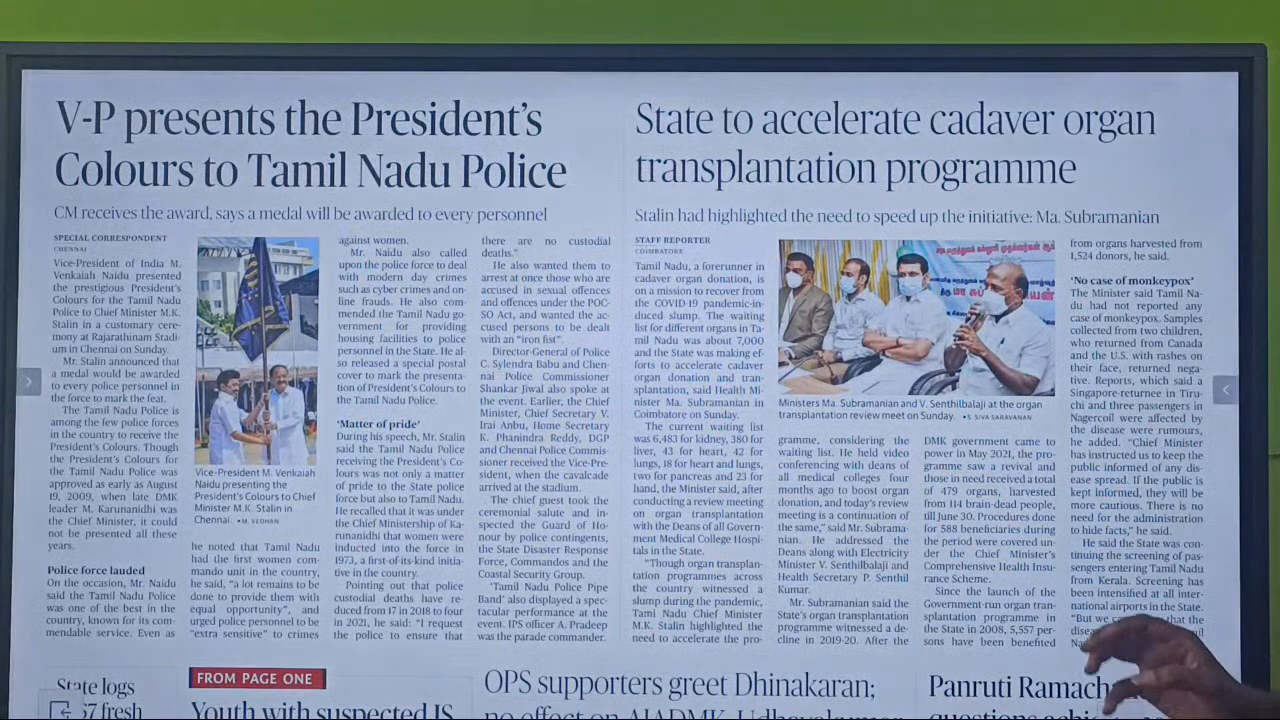 V-P presents the President's
Colours to Tamil Nadu Police
CM receives the award, says a medal will be awarded to every personnel
SPECIAL CORRESPONDENT
CHENNAI
Vice-President of India M.
Venkaiah Naidu presented
the prestigious President's
Colours for the Tamil Nadu
Police to Chief Minister M.K.
Stalin in a customary cere-
mony at Rajarathinam Stadi-
um in Chennai on Sunday.
Mr. Stalin announced that
a medal would be awarded
to every police personnel in
the force to mark the feat.
The Tamil Nadu Police is
among the few police forces
in the country to receive the
President's Colours. Though
the President's Colours for
the Tamil Nadu Police was
approved as early as August
19, 2009, when late DMK
leader M. Karunanidhi was
the Chief Minister, it could
not be presented all these
years.
Police force lauded
On the occasion, Mr. Naidu
said the Tamil Nadu Police
was one of the best in the
country, known for its com-
mendable service. Even as
Vice-President M. Venkaiah
Naidu presenting the
President's Colours to Chief
Minister M.K. Stalin in
Chennai. •M. VEDHAN
he noted that Tamil Nadu
had the first women com-
mando unit in the country,
he said, "a lot remains to be
done to provide them with
equal opportunity", and
urged police personnel to be
"extra sensitive" to crimes
against women.
Mr. Naidu also called
upon the police force to deal
with modern day crimes
such as cyber crimes and on-
line frauds. He also com-
mended the Tamil Nadu go-
vernment for providing
housing facilities to police
personnel in the State. He al-
so released a special postal
cover to mark the presenta-
tion of President's Colours to
the Tamil Nadu Police.
'Matter of pride'
During his speech, Mr. Stalin
said the Tamil Nadu Police
receiving the President's Co-
lours was not only a matter
of pride to the State police
force but also to Tamil Nadu.
He recalled that it was under
the Chief Ministership of Ka-
runanidhi that women were
inducted into the force in
1973, a first-of-its-kind initia-
tive in the country.
Pointing out that police
custodial deaths have re-
duced from 17 in 2018 to four
in 2021, he said: "I request
the police to ensure that
there are no custodial
deaths."
He also wanted them to
arrest at once those who are
accused in sexual offences
and offences under the POC-
SO Act, and wanted the ac-
cused persons to be dealt
with an "iron fist".
Director-General of Police
C. Sylendra Babu and Chen-
nai Police Commissioner
Shankar Jiwal also spoke at
the event. Earlier, the Chief
Minister, Chief Secretary V.
Irai Anbu, Home Secretary
K. Phanindra Reddy, DGP
and Chennai Police Commis-
sioner received the Vice-Pre-
sident, when the cavalcade
arrived at the stadium.
The chief guest took the
ceremonial salute and in-
spected the Guard of Ho-
nour by police contingents,
the State Disaster Response
Force, Commandos and the
Coastal Security Group.
'Tamil Nadu Police Pipe
Band' also displayed a spec-
tacular performance at the
event. IPS officer A. Pradeep
was the parade commander.
State to accelerate cadaver organ
transplantation programme
Stalin had highlighted the need to speed up the initiative: Ma. Subramanian
STAFF REPORTER
COIMBATORE
Tamil Nadu, a forerunner in
cadaver organ donation, is
on a mission to recover from
the COVID-19 pandemic-in-
duced slump. The waiting
list for different organs in Ta-
mil Nadu was about 7,000
and the State was making ef-
forts to accelerate cadaver
organ donation and tran-
splantation, said Health Mi-
nister Ma. Subramanian in
Coimbatore on Sunday.
The current waiting list
was 6,483 for kidney, 380 for
liver, 43 for heart, 42 for
lungs, 18 for heart and lungs,
two for pancreas and 23 for
hand, the Minister said, after
conducting a review meeting
on organ transplantation
with the Deans of all Govern-
ment Medical College Hospi-
tals in the State.
"Though organ transplan-
tation programmes across
the country witnessed a
slump during the pandemic,
Tami Nadu Chief Minister
M.K. Stalin highlighted the
need to accelerate the pro-
Ministers Ma. Subramanian and V. Senthilbalaji at the organ
transplantation review meet on Sunday. •S. SIVA SARAVANAN
gramme, considering the
waiting list. He held video
conferencing with deans of
all medical colleges four
months ago to boost organ
donation, and today's review
meeting is a continuation of
the same," said Mr. Subrama-
nian. He addressed the
Deans along with Electricity
Minister V. Senthilbalaji and
Health Secretary P. Senthil
Kumar.
Mr. Subramanian said the
State's organ transplantation
programme witnessed a de-
cline in 2019-20. After the
DMK government came to
power in May 2021, the pro-
gramme saw a revival and
those in need received a total
of 479 organs, harvested
from 114 brain-dead people,
till June 30. Procedures done
for 588 beneficiaries during
the period were covered un-
der the Chief Minister's
Comprehensive Health Insu-
rance Scheme.
Since the launch of the
Government-run organ tran-
splantation programme in
the State in 2008, 5,557 per-
sons have been benefited
from organs harvested from
1,524 donors, he said.
'No case of monkeypox'
The Minister said Tamil Na-
du had not reported any
case of monkeypox. Samples
collected from two children,
who returned from Canada
and the U.S. with rashes on
their face, returned nega-
tive. Reports, which said a
Singapore-returnee in Tiru-
chi and three passengers in
Nagercoil were affected by
the disease were rumours,
he added. "Chief Minister
has instructed us to keep the
public informed of any dis-
ease spread. If the public is
kept informed, they will be
more cautious. There is no
need for the administration
to hide facts," he said.
He said the State was con-
tinuing the screening of pas-
sengers entering Tamil Nadu
from Kerala. Screening has
been intensified at all inter-
national airports in the State.
"But we that the
State logs
57 fresh
FROM PAGE ONE
Youth with suspected IS
OPS supporters greet Dhinakaran;
no effect on AIADMK: Udhayakumar
Panruti